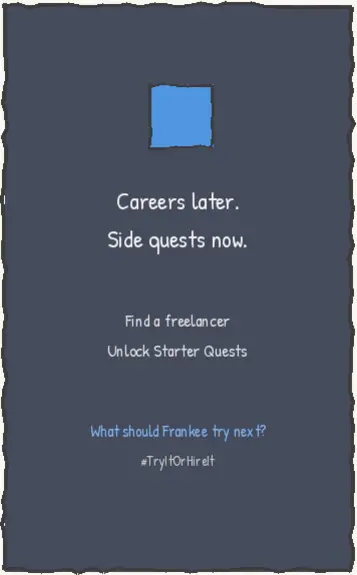 Careers later.
Side quests now.
Find a freelancer
Unlock Starter Quests
What should Frankee try next?
#TryItOrHireIt